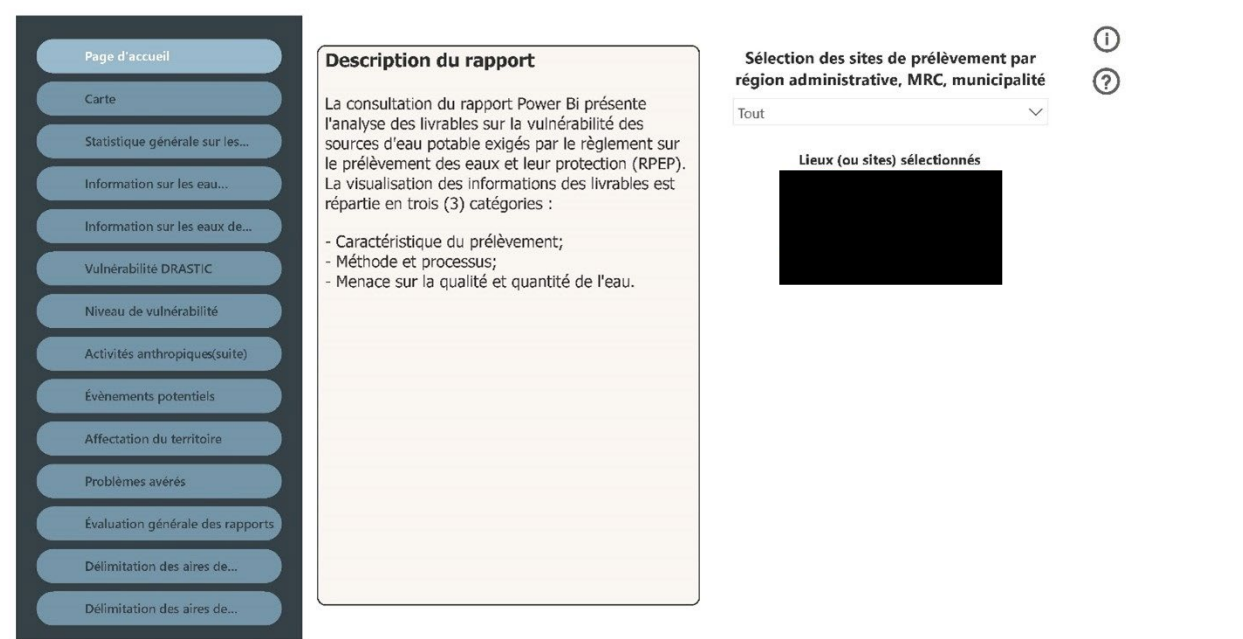 Page d'accueil
Carte
Statistique générale sur les...
Information sur les eau...
Information sur les eaux de...
Vulnérabilité DRASTIC
Niveau de vulnérabilité
Activités anthropiques(suite)
Évènements potentiels
Affectation du territoire
Problèmes avérés
Évaluation générale des rapports
Délimitation des aires de...
Délimitation des aires de...
Description du rapport
La consultation du rapport Power Bi présente
l'analyse des livrables sur la vulnérabilité des
sources d'eau potable exigés par le règlement sur
le prélèvement des eaux et leur protection (RPEP).
La visualisation des informations des livrables est
répartie en trois (3) catégories :
- Caractéristique du prélèvement;
- Méthode et processus;
- Menace sur la qualité et quantité de l'eau.
Sélection des sites de prélèvement par
région administrative, MRC, municipalité
Tout
Lieux (ou sites) sélectionnés